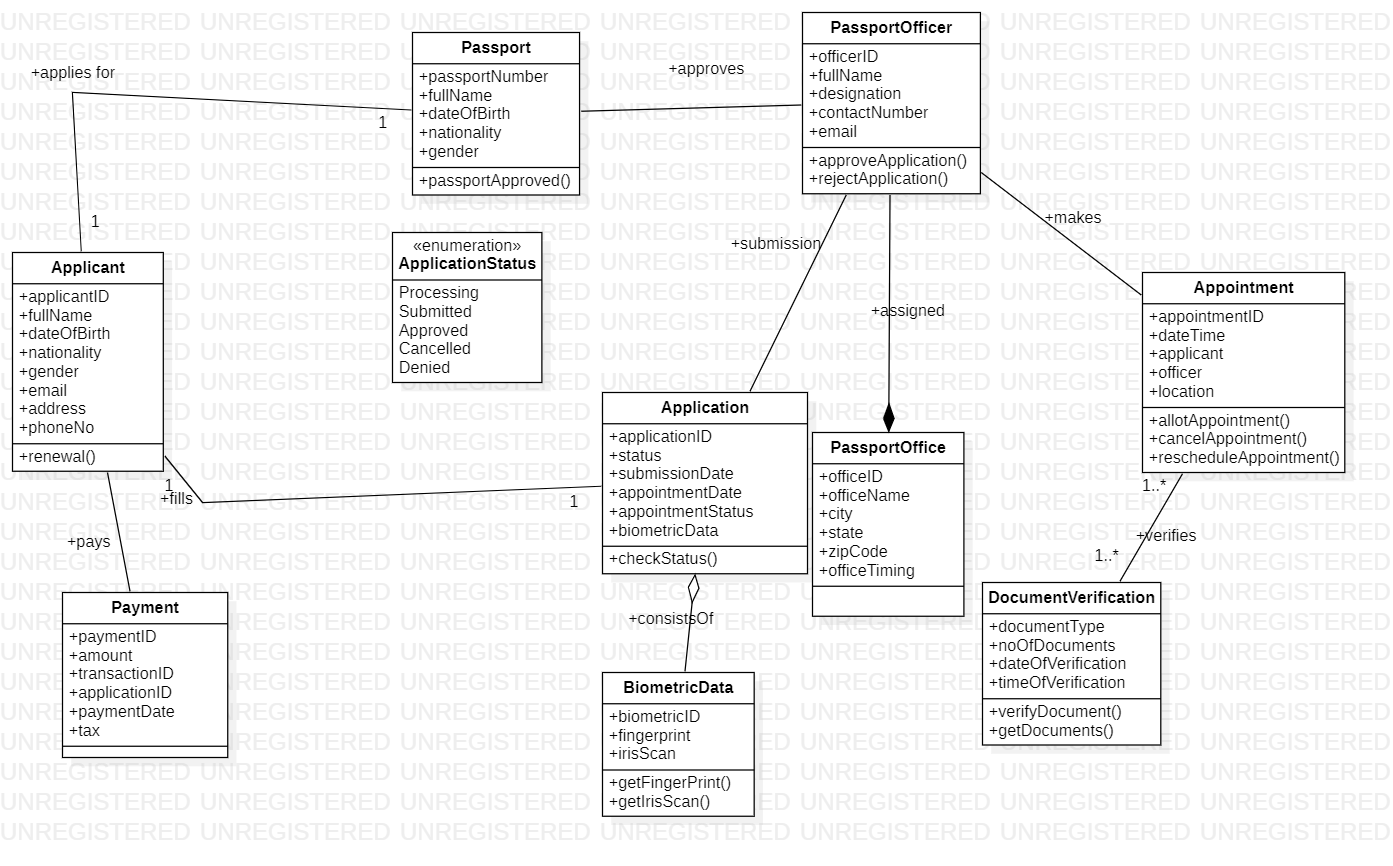 Passport
+passportNumber
+fullName
+dateOfBirth
+nationality
+gender
+passportApproved()
PassportOfficer
+officerID
+fullName
+designation
+contactNumber
+email
+approveApplication()
+rejectApplication()
+applies for
1
1
+approves
Applicant
+applicantID
+fullName
+dateOfBirth
+nationality
+gender
+email
+address
+phoneNo
+renewal()
«enumeration»
ApplicationStatus
Processing
Submitted
Approved
Cancelled
Denied
+submission
+assigned
+makes
Appointment
+appointmentID
+dateTime
+applicant
+officer
+location
+allotAppointment()
+cancelAppointment()
+rescheduleAppointment()
Application
+applicationID
+status
+submissionDate
+appointmentDate
+appointmentStatus
+biometricData
+checkStatus()
PassportOffice
+officeID
+officeName
+city
+state
+zipCode
+officeTiming
1
+fills
1
+pays
1..*
+verifies
1..*
Payment
+paymentID
+amount
+transactionID
+applicationID
+paymentDate
+tax
+consistsOf
BiometricData
+biometricID
+fingerprint
+irisScan
+getFingerPrint()
+getIrisScan()
DocumentVerification
+documentType
+noOfDocuments
+dateOfVerification
+timeOfVerification
+verifyDocument()
+getDocuments()
UNREGISTERED